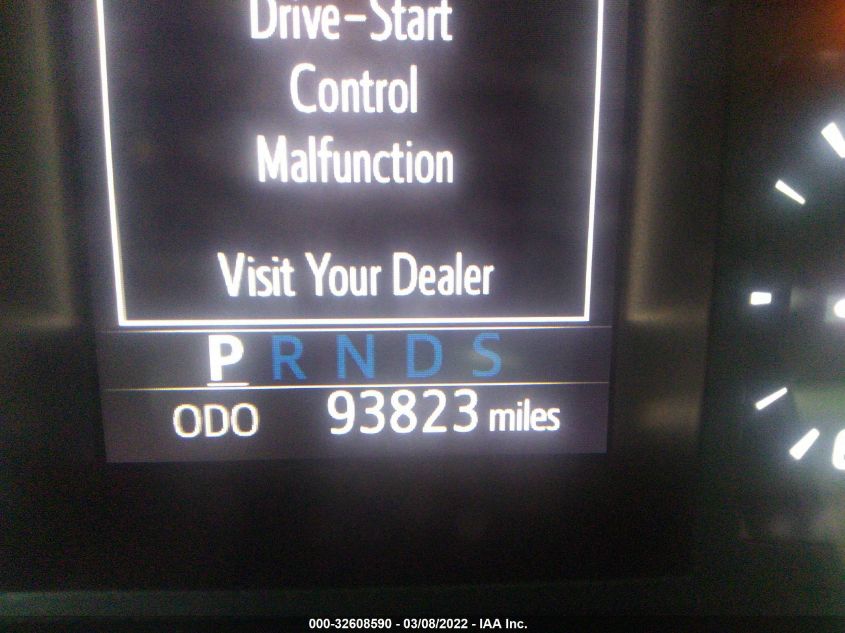 Drive-Start
Control
Malfunction
Visit Your Dealer
P R N D S
ODO 93823 miles
000-32608590 - 03/08/2022 - IAA Inc.